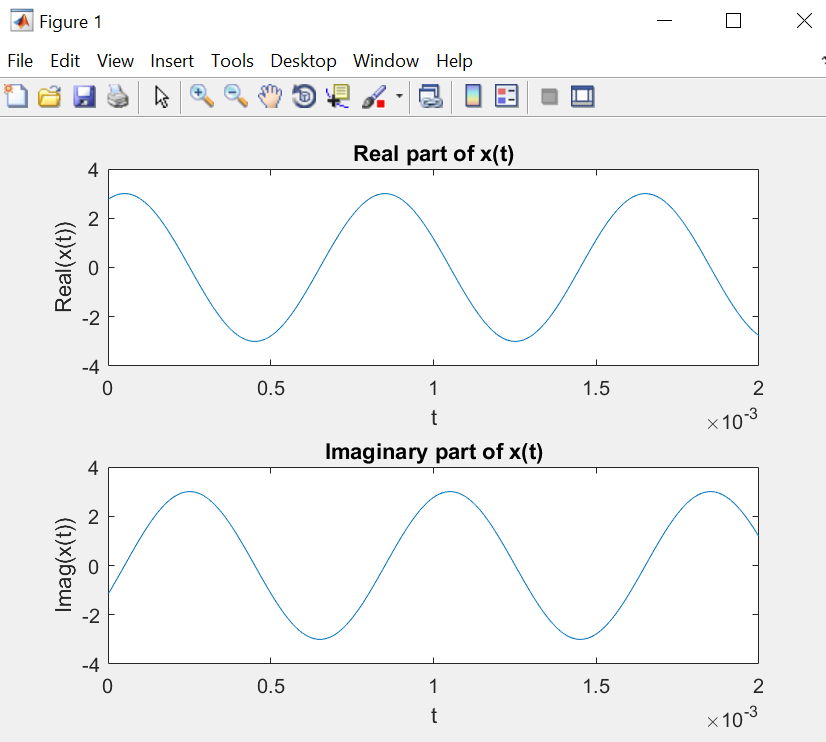 Figure 1
File Edit View Insert Tools Desktop Window Help
Real part of x(t)
4
2
0
-2
-4
Real(x(t))
0 0.5 1 1.5 2
t
×10-3
Imaginary part of x(t)
4
2
0
-2
-4
Imag(x(t))
0 0.5 1 1.5 2
t
×10-3